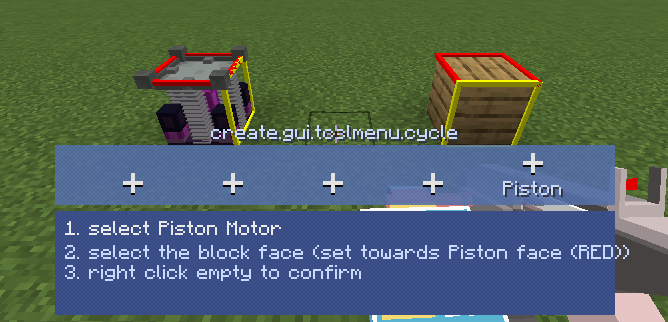 create.gui.toolmenu.cycle
Piston
1. select Piston Motor
2. select the block face (set towards Piston face (RED))
3. right click empty to confirm